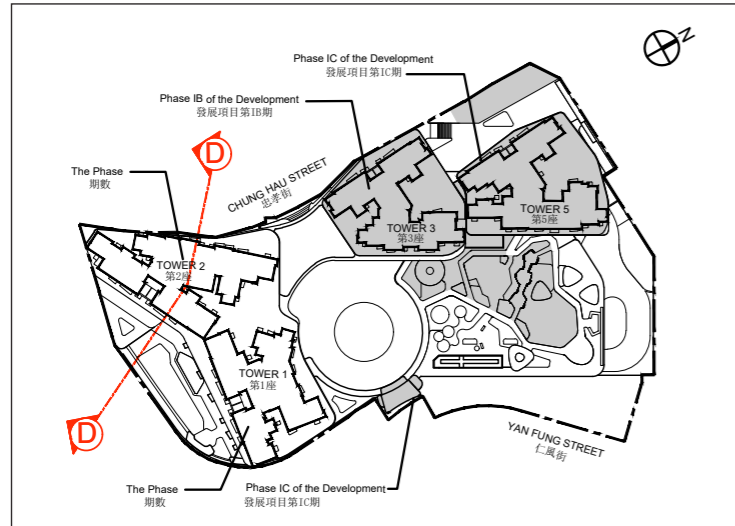 N
Phase IC of the Development
發展項目第IC期
Phase IB of the Development
發展項目第IB期
D
The Phase
期數
CHUNG HAU STREET
忠孝街
TOWER 5
第5座
TOWER 3
第3座
TOWER 2
第2座
TOWER 1
第1座
D
YAN FUNG STREET
仁風街
The Phase
期數
Phase IC of the Development
發展項目第IC期